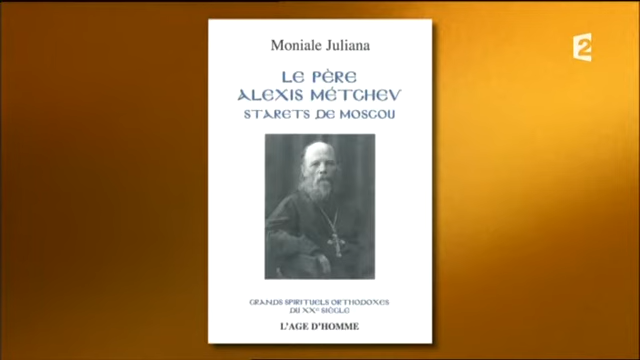 Moniale Juliana
2
LE PÈRE
ALEXIS MÉTCHEV
STARETS DE MOSCOU
GRANDS SPIRITUELS ORTHODOXES
DU XXe SIÈCLE
L'AGE D'HOMME